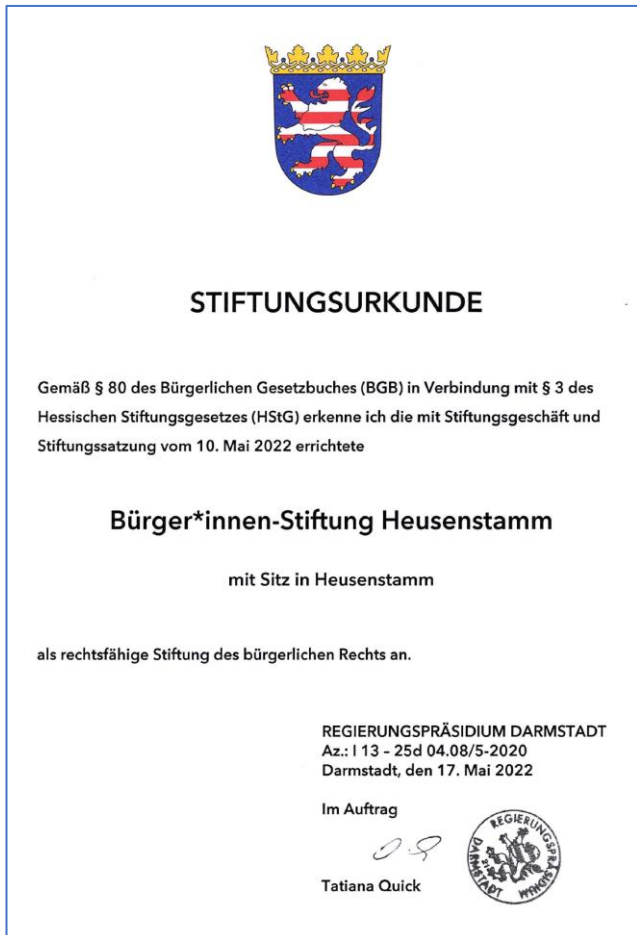 STIFTUNGSURKUNDE
Gemäß § 80 des Bürgerlichen Gesetzbuches (BGB) in Verbindung mit § 3 des
Hessischen Stiftungsgesetzes (HStG) erkenne ich die mit Stiftungsgeschäft und
Stiftungssatzung vom 10. Mai 2022 errichtete
Bürger*innen-Stiftung Heusenstamm
mit Sitz in Heusenstamm
als rechtsfähige Stiftung des bürgerlichen Rechts an.
REGIERUNGSPRÄSIDIUM DARMSTADT
Az.: I 13 - 25d 04.08/5-2020
Darmstadt, den 17. Mai 2022
Im Auftrag
REGIERUNGSPRÄSIDIUM
DARMSTADT
Tatiana Quick